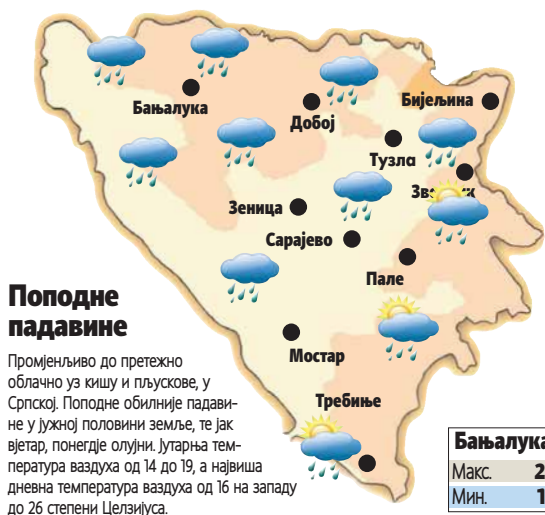 Бањалука
Добој
Бијељина
Тузла
Зеница
Сарајево
Пале
Мостар
Требиње
Поподне
падавине
Промјенљиво до претежно
облачно уз кишу и пљускове, у
Српској. Поподне обилније падави-
не у јужној половини земље, те јак
вјетар, понегдје олујни. Јутарња тем-
пература ваздуха од 14 до 19, а највиша
дневна температура ваздуха од 16 на западу
до 26 степени Целзијуса.
Бањалука
Макс.
Мин.